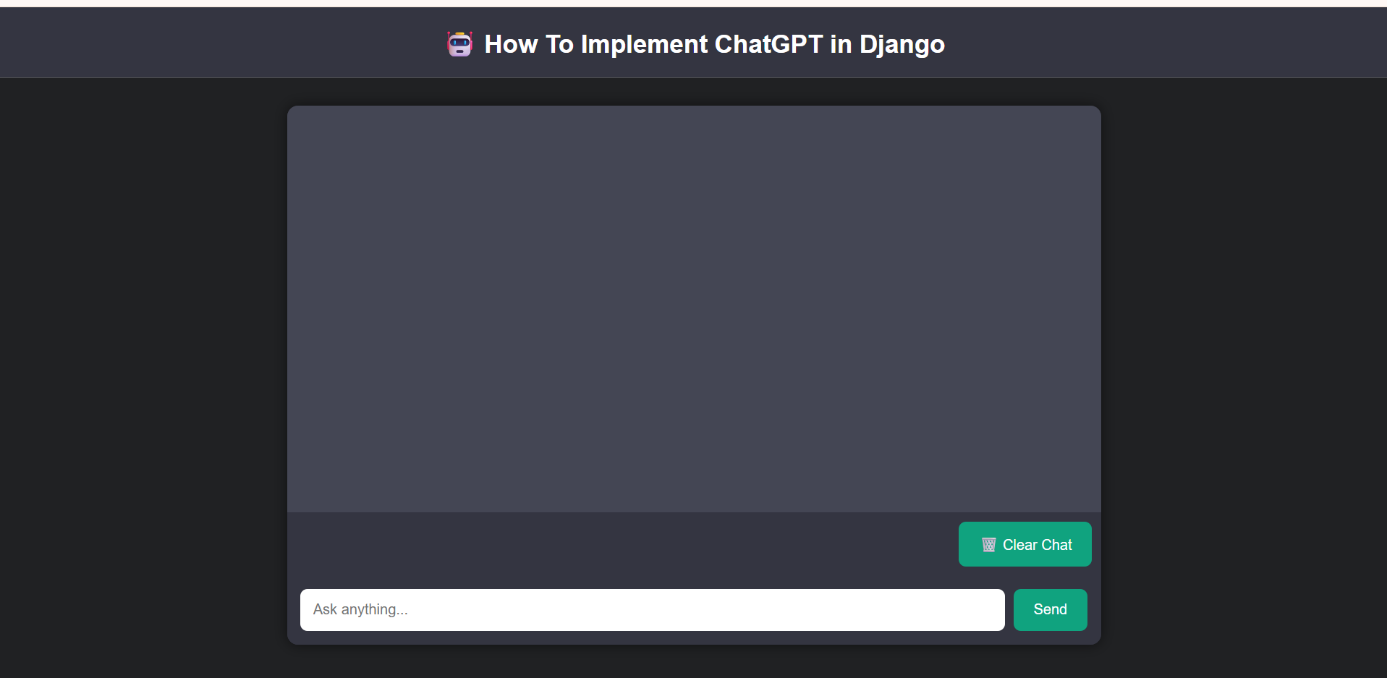 How To Implement ChatGPT in Django
Clear Chat
Ask anything...
Send